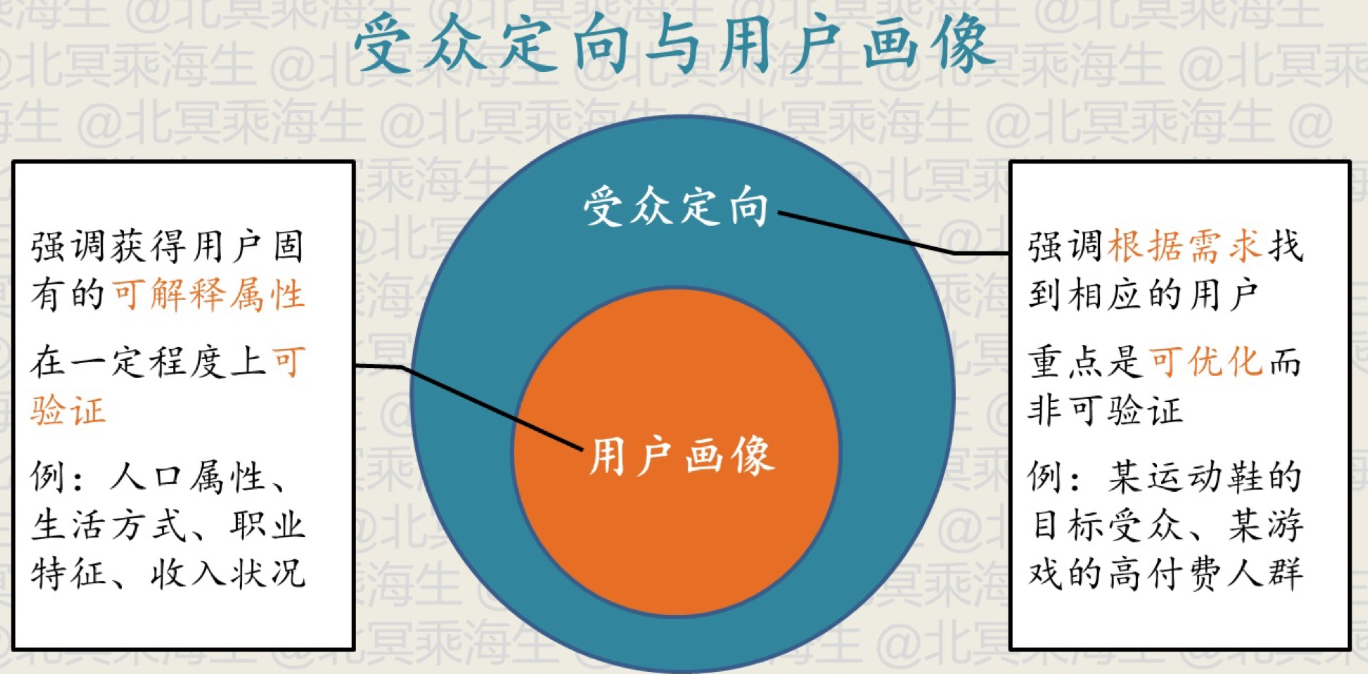 受众定向与用户画像
强调获得用户固
有的可解释属性
在一定程度上可
验证
例：人口属性、
生活方式、职业
特征、收入状况
受众定向
用户画像
强调根据需求找
到相应的用户
重点是可优化而
非可验证
例：某运动鞋的
目标受众、某游
戏的高付费人群
@北冥乘海生